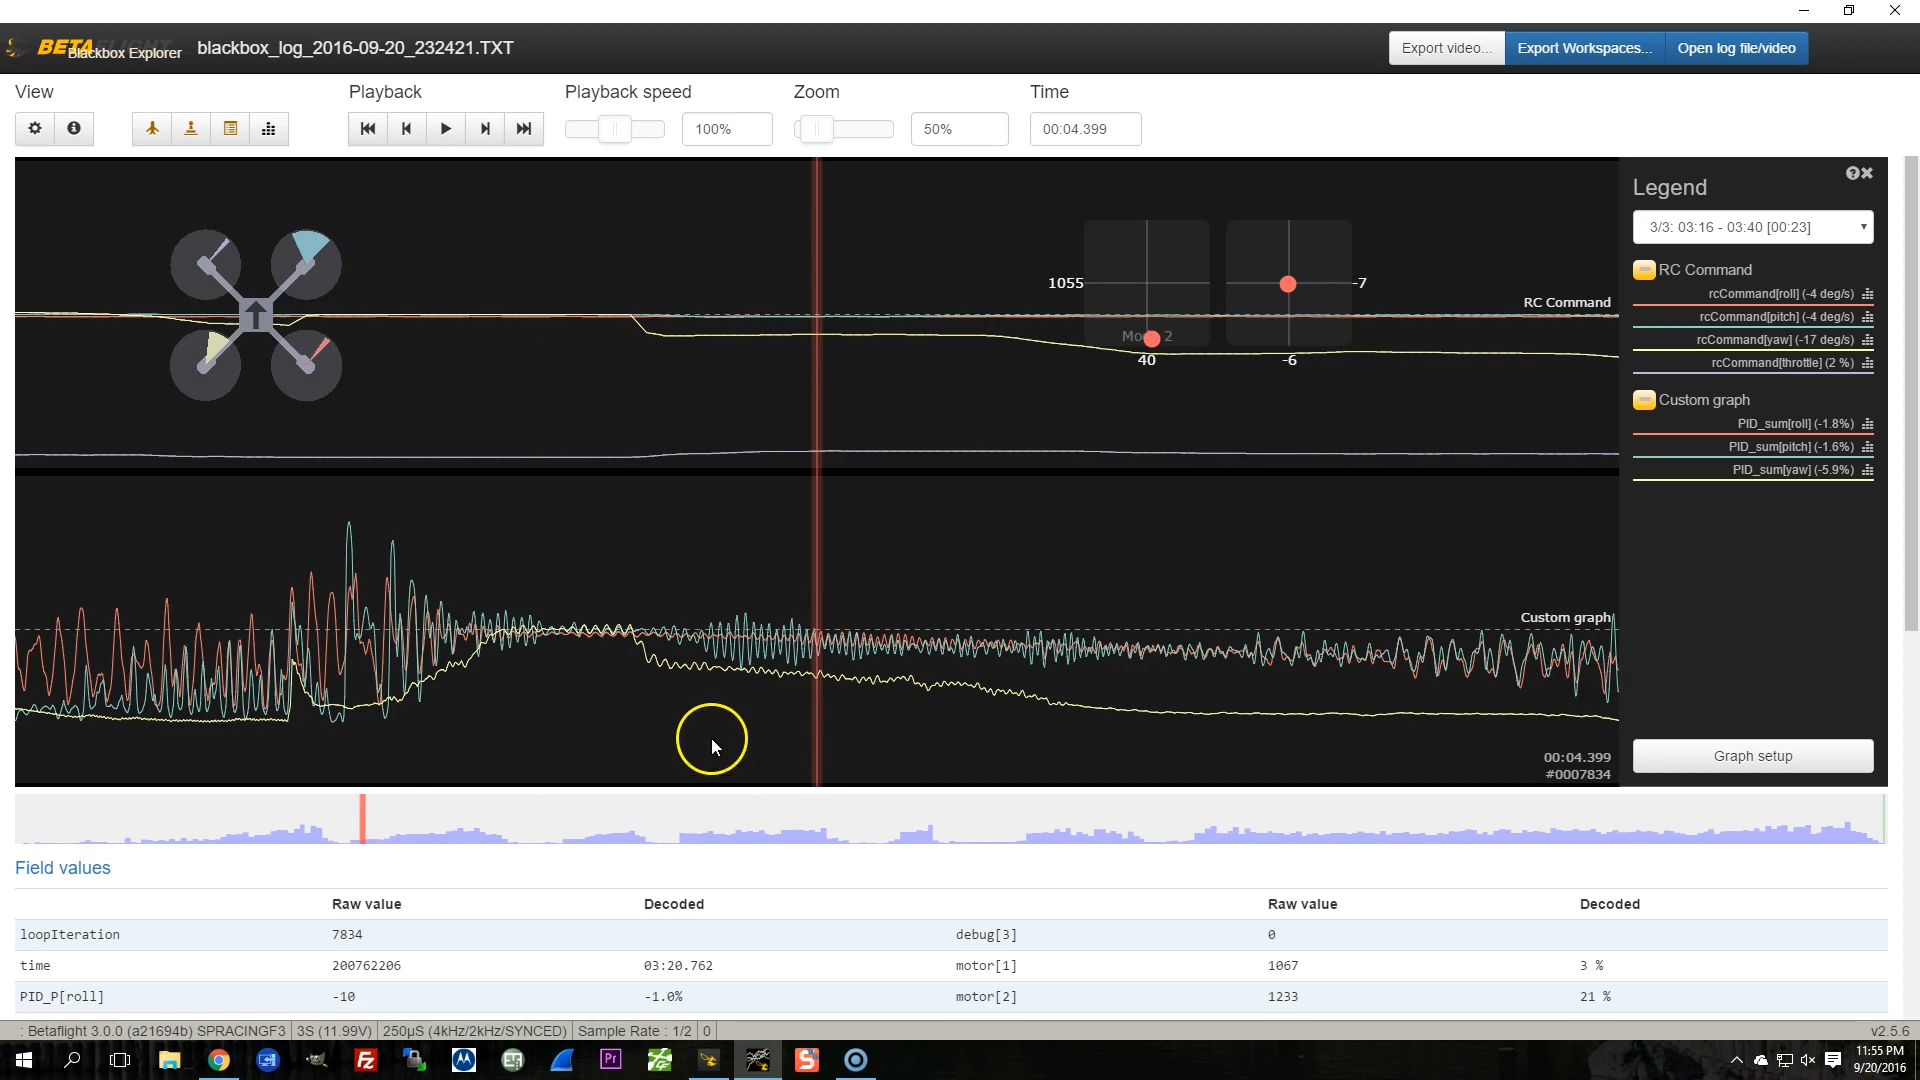 BETAFLIGHT
Blackbox Explorer
blackbox_log_2016-09-20_232421.TXT
Export video...
Export Workspaces...
Open log file/video
View
Playback
Playback speed
Zoom
Time
100%
50%
00:04.399
Legend
3/3: 03:16 - 03:40 [00:23]
RC Command
rcCommand[roll] (-4 deg/s)
rcCommand[pitch] (-4 deg/s)
rcCommand[yaw] (-17 deg/s)
rcCommand[throttle] (2 %)
Custom graph
PID_sum[roll] (-1.8%)
PID_sum[pitch] (-1.6%)
PID_sum[yaw] (-5.9%)
Graph setup
1055
-7
RC Command
40
-6
Custom graph
00:04.399
#0007834
Field values
Raw value Decoded Raw value Decoded
loopIteration 7834 debug[3] 0
time 200762206 03:20.762 motor[1] 1067 3 %
PID_P[roll] -10 -1.0% motor[2] 1233 21 %
: Betaflight 3.0.0 (a21694b) SPRACINGF3 3S (11.99V) 250µS (4kHz/2kHz/SYNCED) Sample Rate : 1/2 0
v2.5.6
11:55 PM
9/20/2016